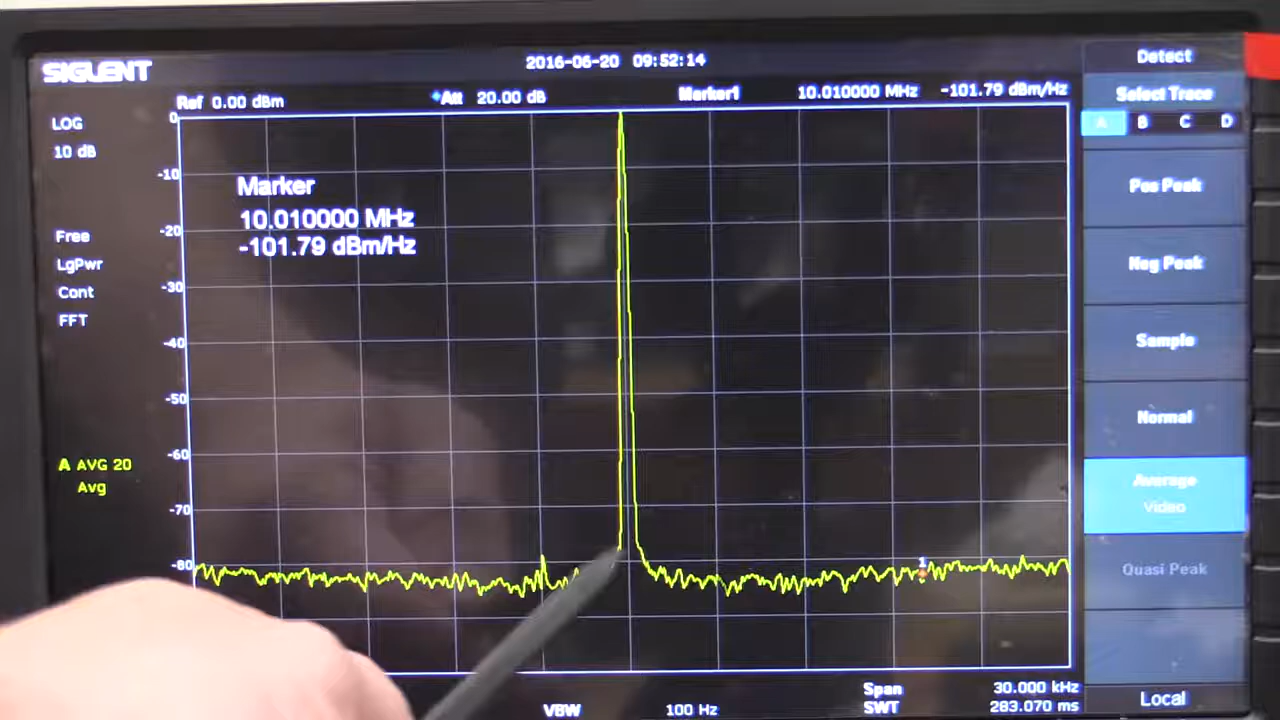 SIGLENT
2016-06-20 09:52:14
Detect
Ref 0.00 dBm
*Att 20.00 dB
Marker1
10.010000 MHz
-101.79 dBm/Hz
Select Trace
A B C D
LOG
10 dB
Free
LgPwr
Cont
FFT
A AVG 20
Avg
0
-10
-20
-30
-40
-50
-60
-70
-80
Marker
10.010000 MHz
-101.79 dBm/Hz
1
Pos Peak
Neg Peak
Sample
Normal
Average
Video
Quasi Peak
Local
VBW 100 Hz
Span 30.000 kHz
SWT 283.070 ms